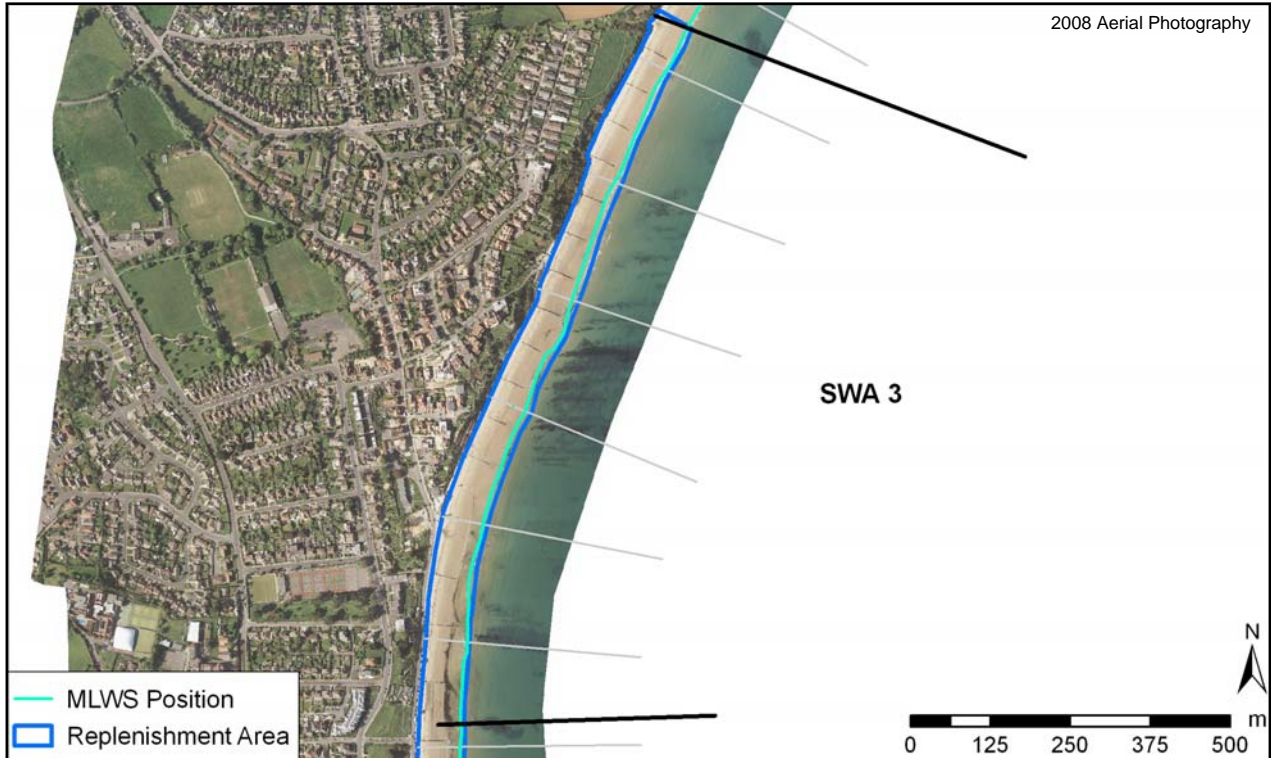 2008 Aerial Photography
SWA 3
N
MLWS Position
Replenishment Area
m
0 125 250 375 500